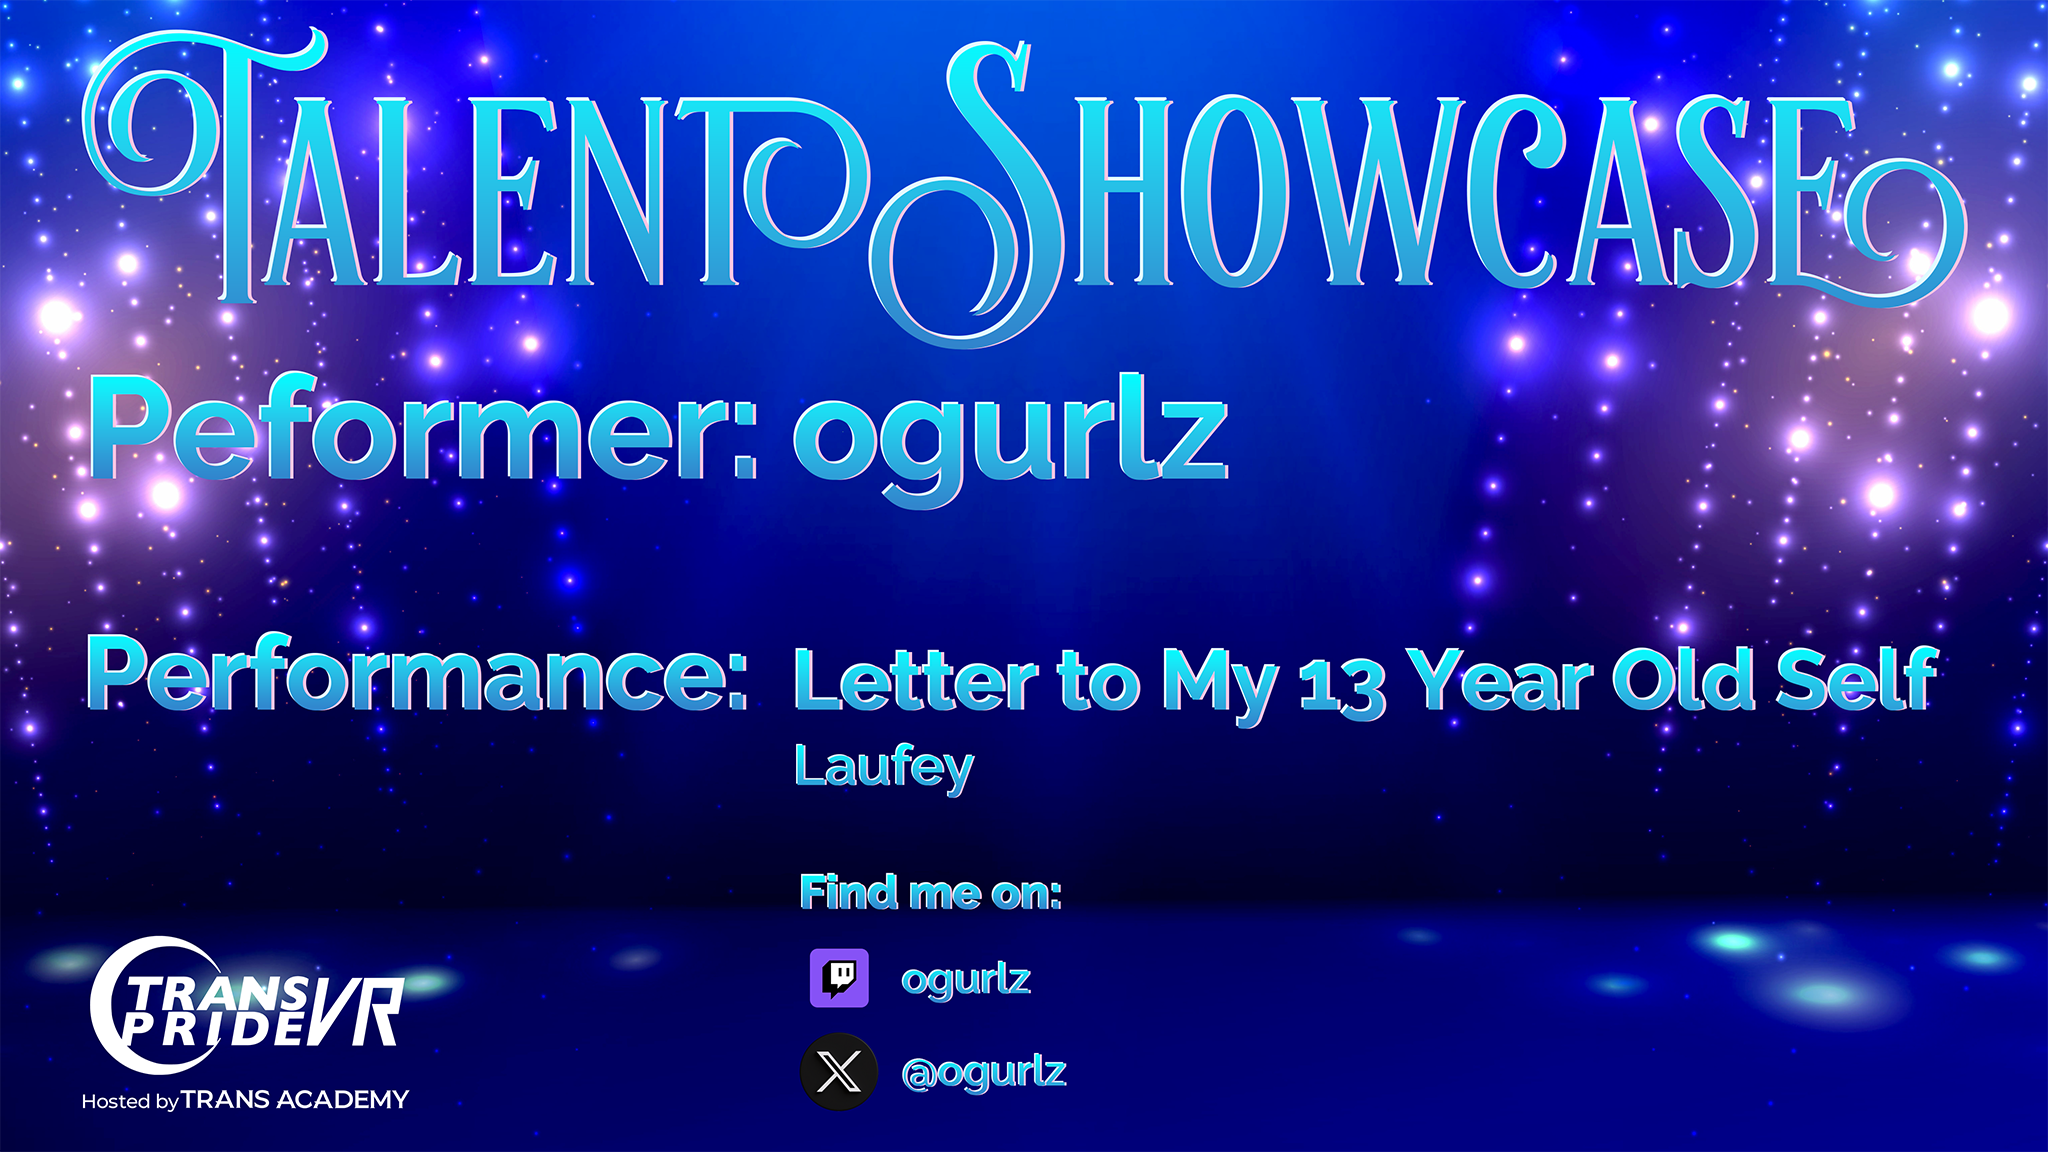 Talent Showcase
Peformer: ogurlz
Performance: Letter to My 13 Year Old Self
Laufey
Find me on:
ogurlz
@ogurlz
TRANS PRIDE VR
Hosted by TRANS ACADEMY